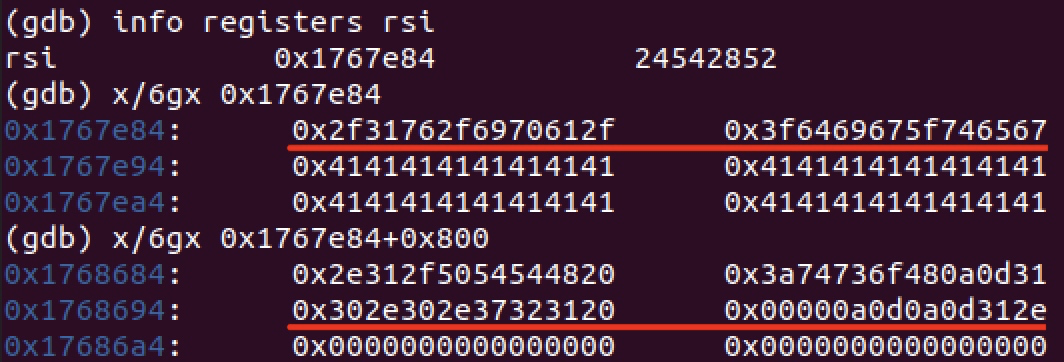 (gdb) info registers rsi
rsi 0x1767e84 24542852
(gdb) x/6gx 0x1767e84
0x1767e84: 0x2f31762f6970612f 0x3f6469675f746567
0x1767e94: 0x4141414141414141 0x4141414141414141
0x1767ea4: 0x4141414141414141 0x4141414141414141
(gdb) x/6gx 0x1767e84+0x800
0x1768684: 0x2e312f5054544820 0x3a74736f480a0d31
0x1768694: 0x302e302e37323120 0x00000a0d0a0d312e
0x17686a4: 0x0000000000000000 0x0000000000000000